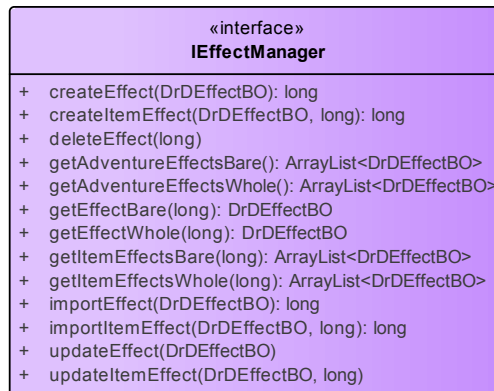 «interface»
IEffectManager
+ createEffect(DrDEffectBO): long
+ createItemEffect(DrDEffectBO, long): long
+ deleteEffect(long)
+ getAdventureEffectsBare(): ArrayList<DrDEffectBO>
+ getAdventureEffectsWhole(): ArrayList<DrDEffectBO>
+ getEffectBare(long): DrDEffectBO
+ getEffectWhole(long): DrDEffectBO
+ getItemEffectsBare(long): ArrayList<DrDEffectBO>
+ getItemEffectsWhole(long): ArrayList<DrDEffectBO>
+ importEffect(DrDEffectBO): long
+ importItemEffect(DrDEffectBO, long): long
+ updateEffect(DrDEffectBO)
+ updateItemEffect(DrDEffectBO, long)